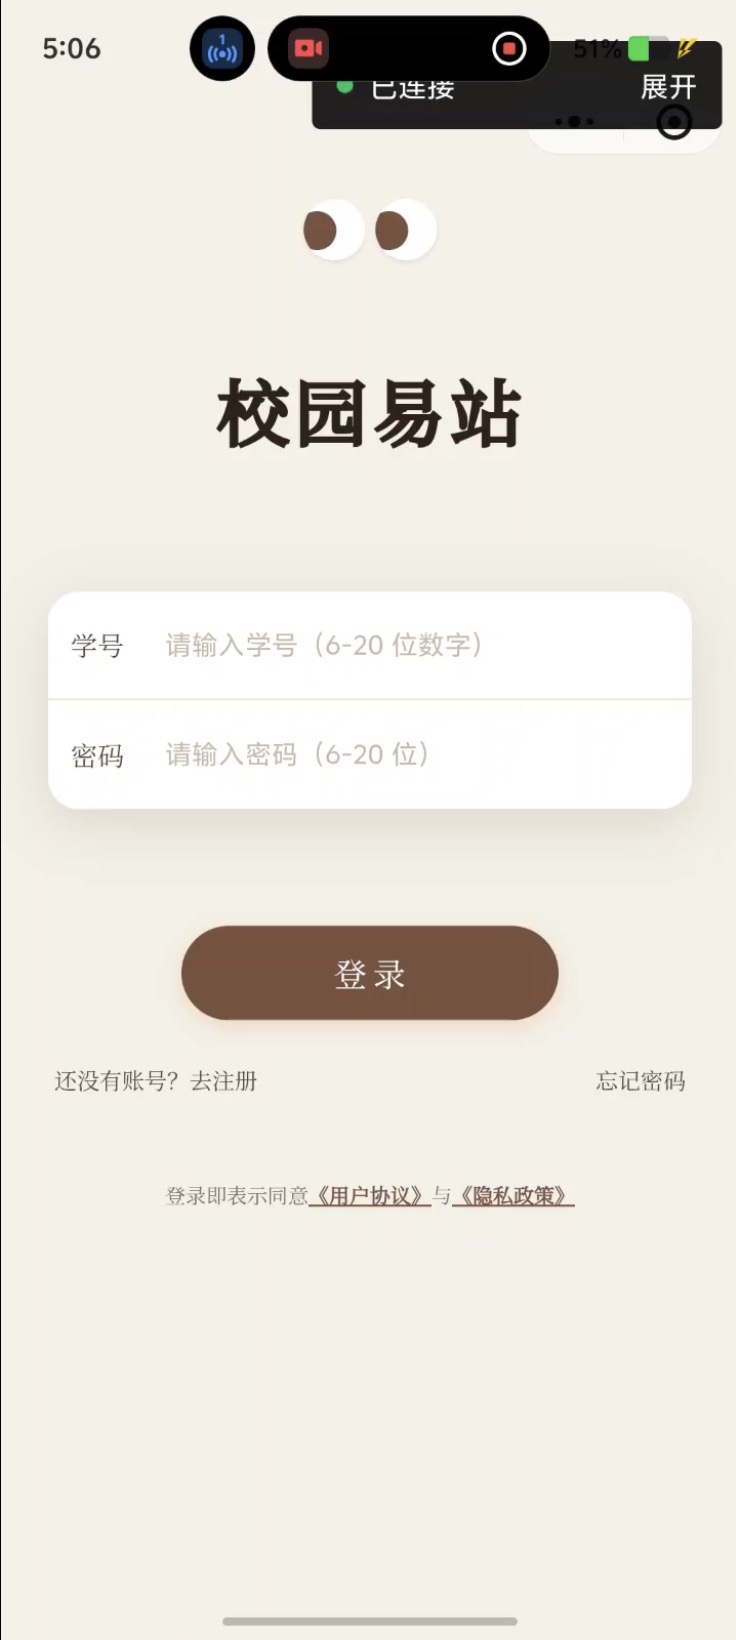 5:06
1
51%
已连接
展开
校园易站
学号 请输入学号（6-20 位数字）
密码 请输入密码（6-20 位）
登录
还没有账号？去注册
忘记密码
登录即表示同意《用户协议》与《隐私政策》